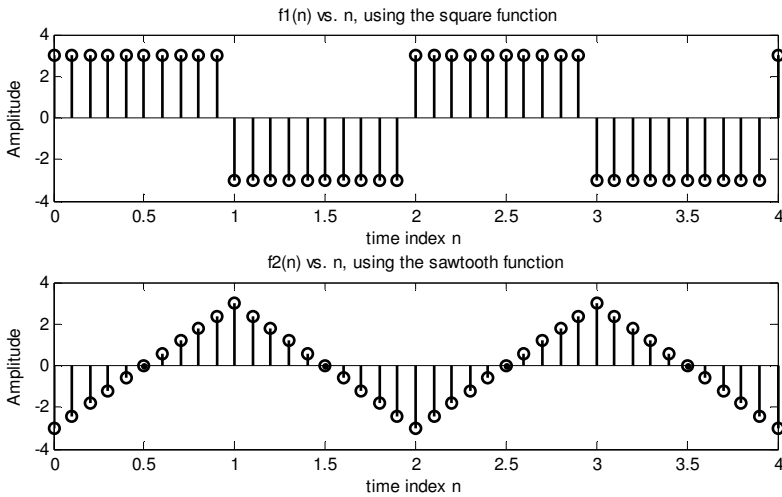 f1(n) vs. n, using the square function
4
2
0
-2
-4
Amplitude
0 0.5 1 1.5 2 2.5 3 3.5 4
time index n
f2(n) vs. n, using the sawtooth function
4
2
0
-2
-4
Amplitude
0 0.5 1 1.5 2 2.5 3 3.5 4
time index n